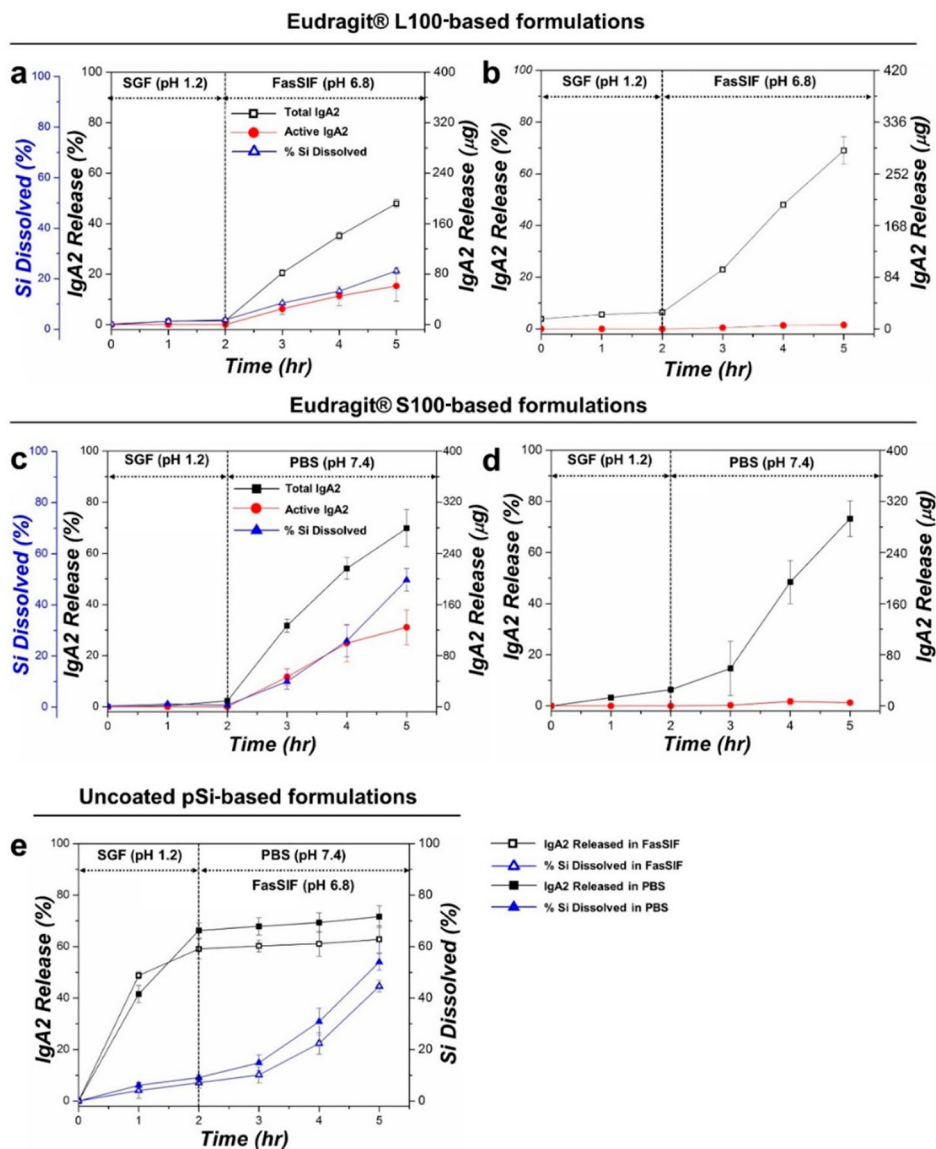 Eudragit® L100-based formulations
a
SGF (pH 1.2)
FasSIF (pH 6.8)
Total IgA2
Active IgA2
% Si Dissolved
Si Dissolved (%)
100
80
60
40
20
0
IgA2 Release (%)
100
80
60
40
20
0
IgA2 Release (µg)
400
320
240
160
80
0
0 1 2 3 4 5
Time (hr)
b
SGF (pH 1.2)
FasSIF (pH 6.8)
IgA2 Release (%)
100
80
60
40
20
0
IgA2 Release (µg)
420
336
252
168
84
0
0 1 2 3 4 5
Time (hr)
Eudragit® S100-based formulations
c
SGF (pH 1.2)
PBS (pH 7.4)
Total IgA2
Active IgA2
% Si Dissolved
Si Dissolved (%)
100
80
60
40
20
0
IgA2 Release (%)
100
80
60
40
20
0
IgA2 Release (µg)
400
320
240
160
80
0
0 1 2 3 4 5
Time (hr)
d
SGF (pH 1.2)
PBS (pH 7.4)
IgA2 Release (%)
100
80
60
40
20
0
IgA2 Release (µg)
400
320
240
160
80
0
0 1 2 3 4 5
Time (hr)
Uncoated pSi-based formulations
e
SGF (pH 1.2)
PBS (pH 7.4)
FasSIF (pH 6.8)
IgA2 Release (%)
100
80
60
40
20
0
Si Dissolved (%)
100
80
60
40
20
0
0 1 2 3 4 5
Time (hr)
IgA2 Released in FasSIF
% Si Dissolved in FasSIF
IgA2 Released in PBS
% Si Dissolved in PBS